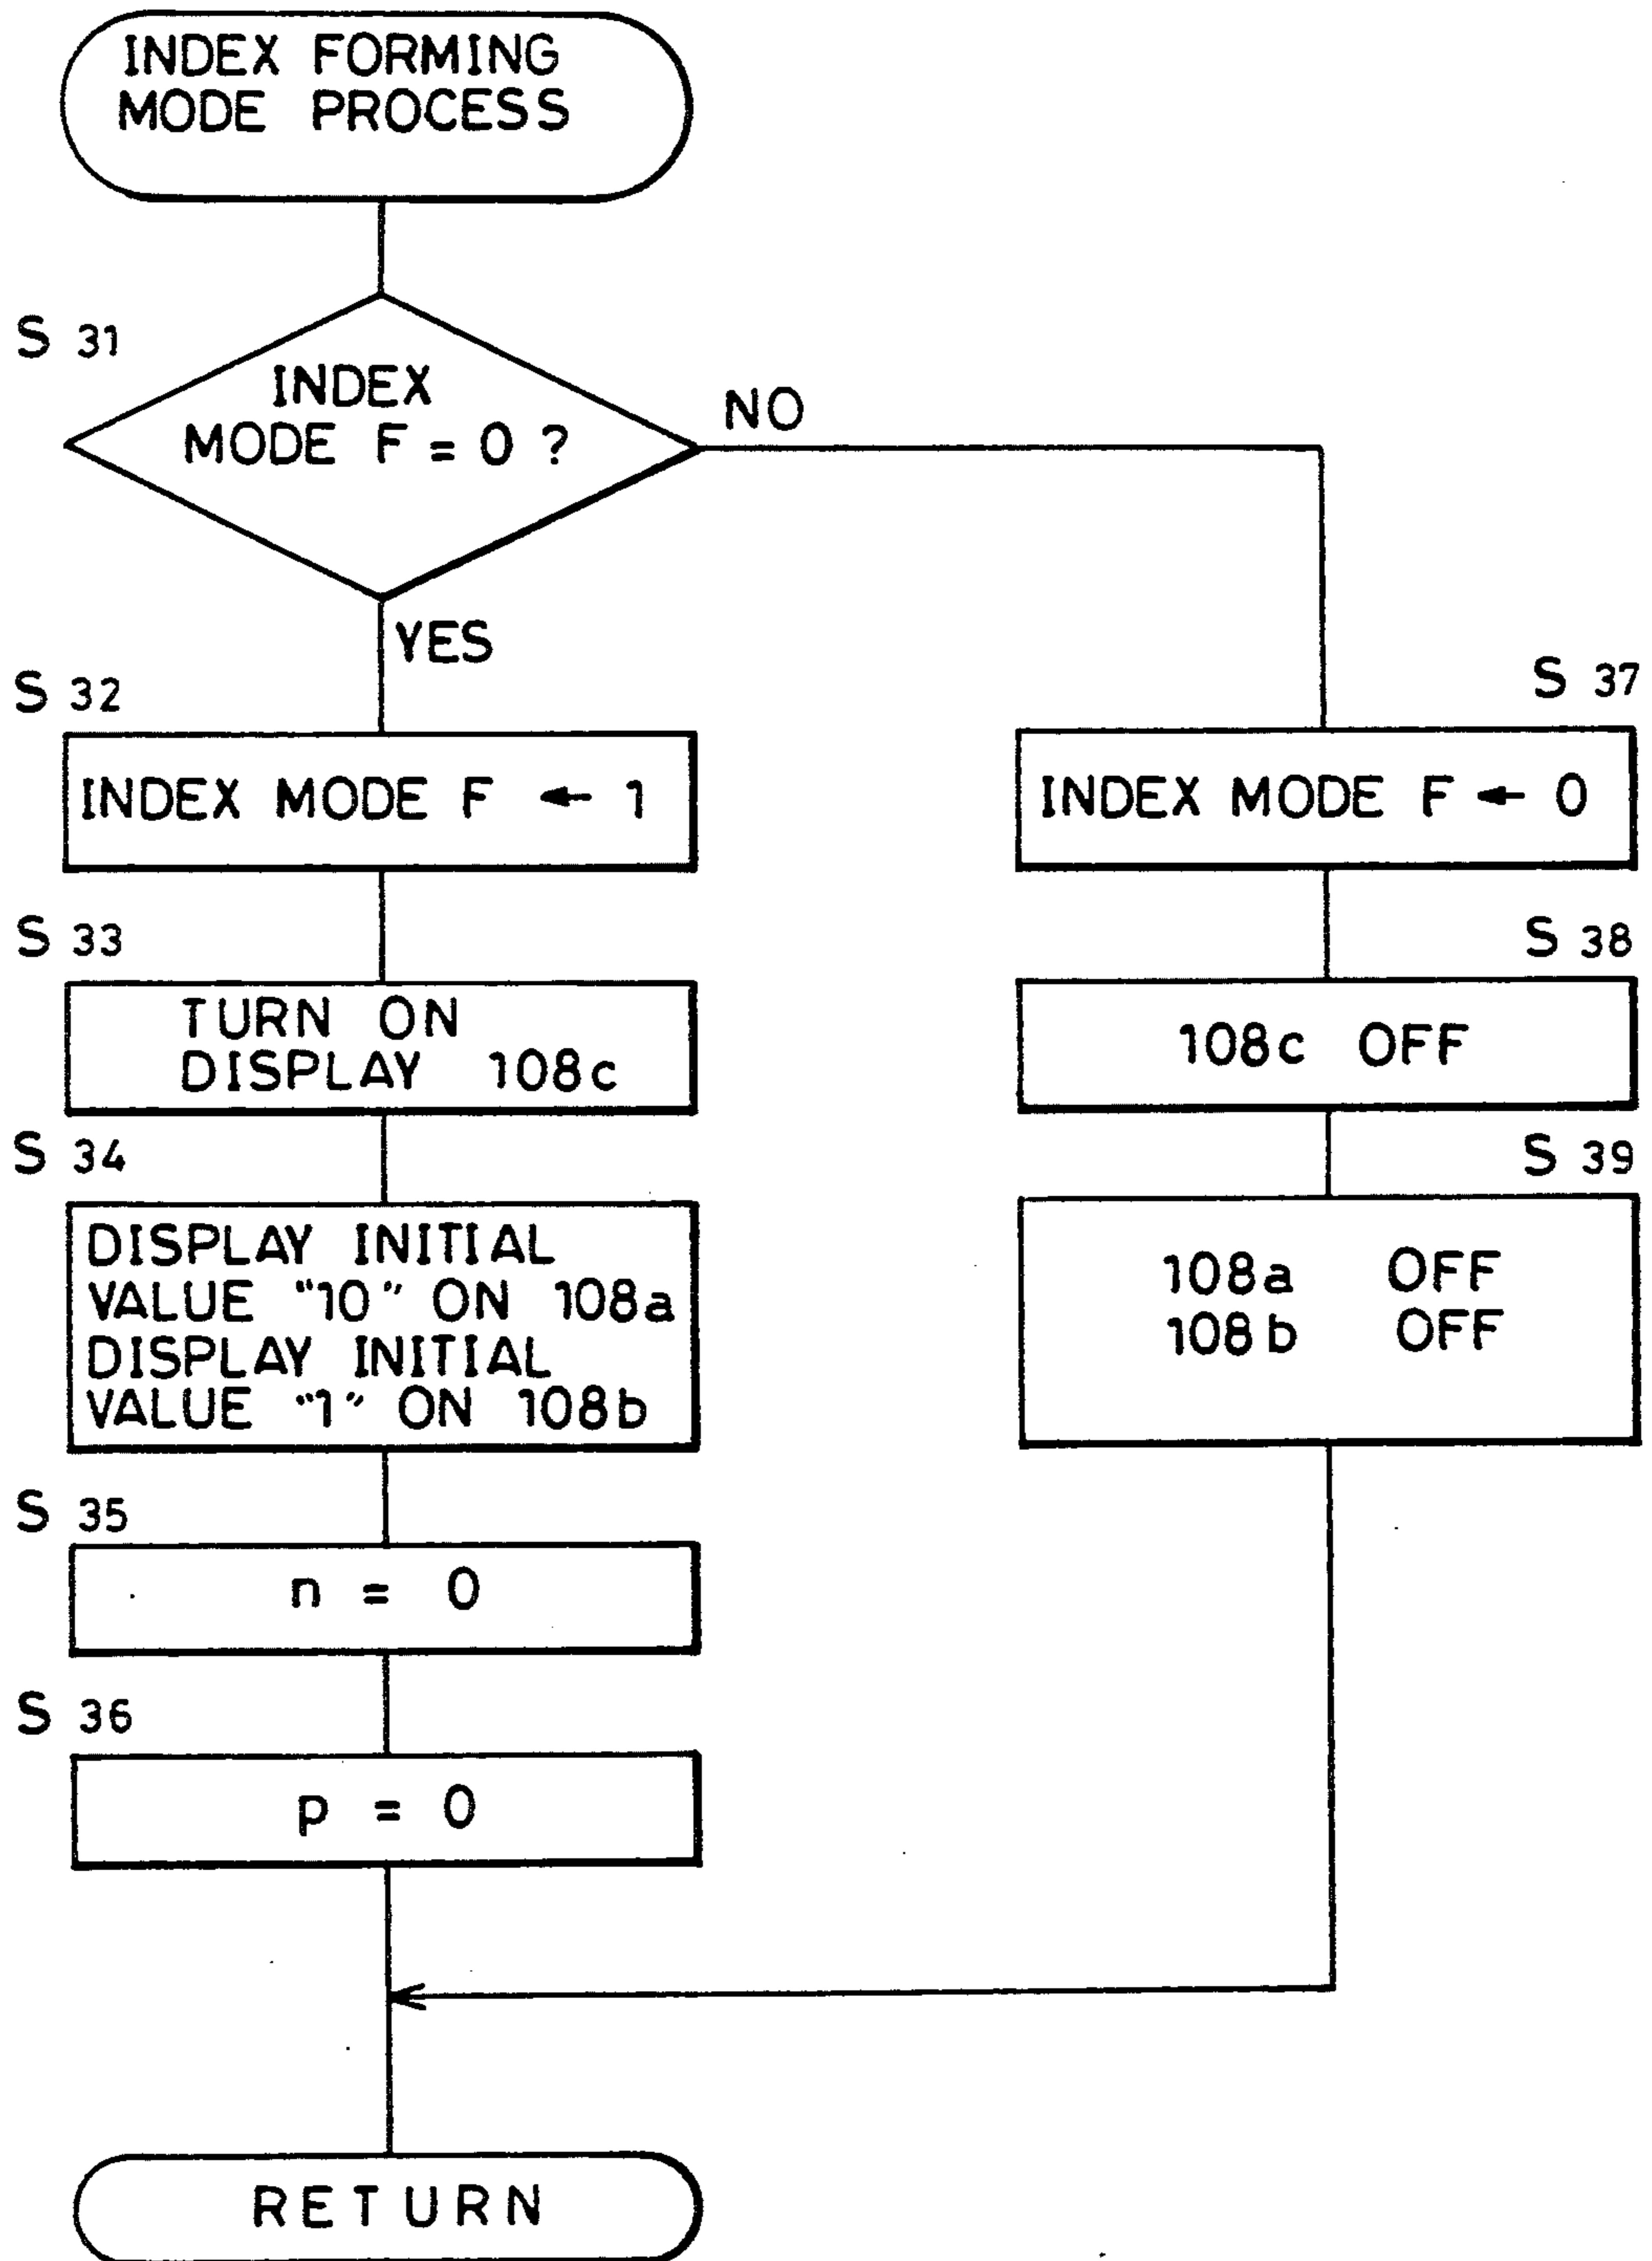 INDEX FORMING
MODE PROCESS
S 31
INDEX
MODE F = 0 ?
NO
YES
S 32
INDEX MODE F ← 1
S 33
TURN ON
DISPLAY 108c
S 34
DISPLAY INITIAL
VALUE "10" ON 108a
DISPLAY INITIAL
VALUE "1" ON 108b
S 35
n = 0
S 36
p = 0
S 37
INDEX MODE F ← 0
S 38
108c OFF
S 39
108a OFF
108b OFF
RETURN